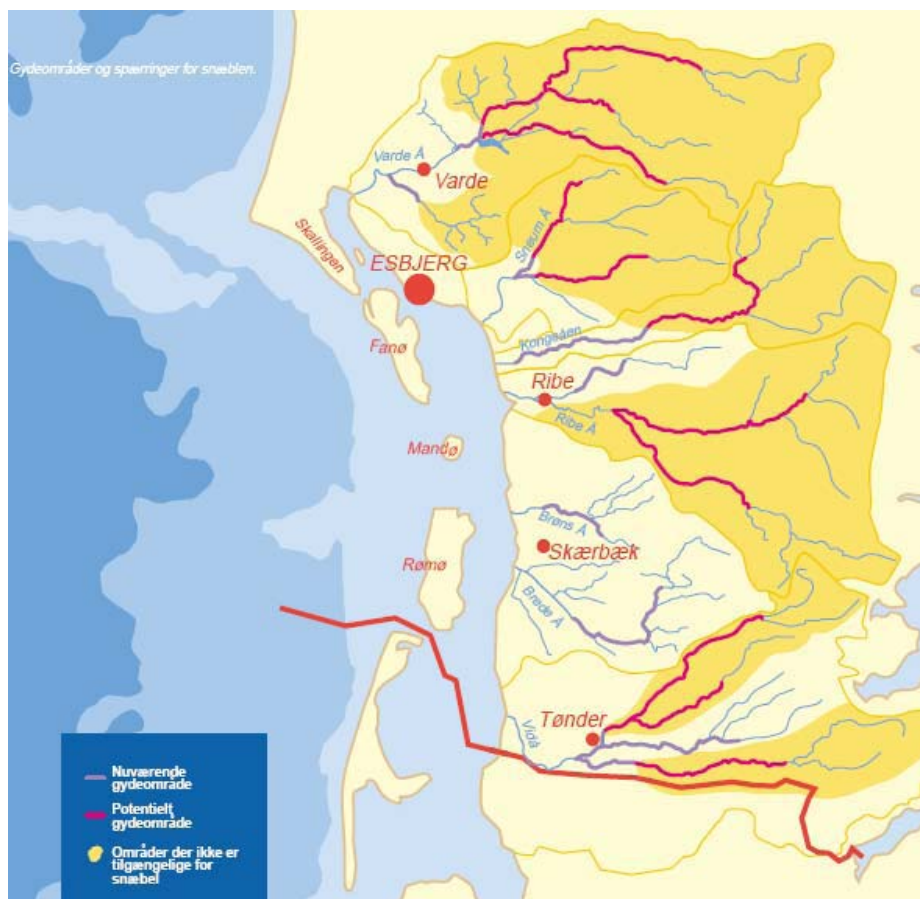 Gydeområder og spærringer for snæblen.
Varde Å
Varde
Sneum Å
Skallingen
ESBJERG
Fanø
Kongeåen
Ribe
Ribe Å
Mandø
Brøns Å
Skærbæk
Rømø
Brede Å
Tønder
Vidå
Nuværende
gydeområde
Potentielt
gydeområde
Områder der ikke er
tilgængelige for
snæbel